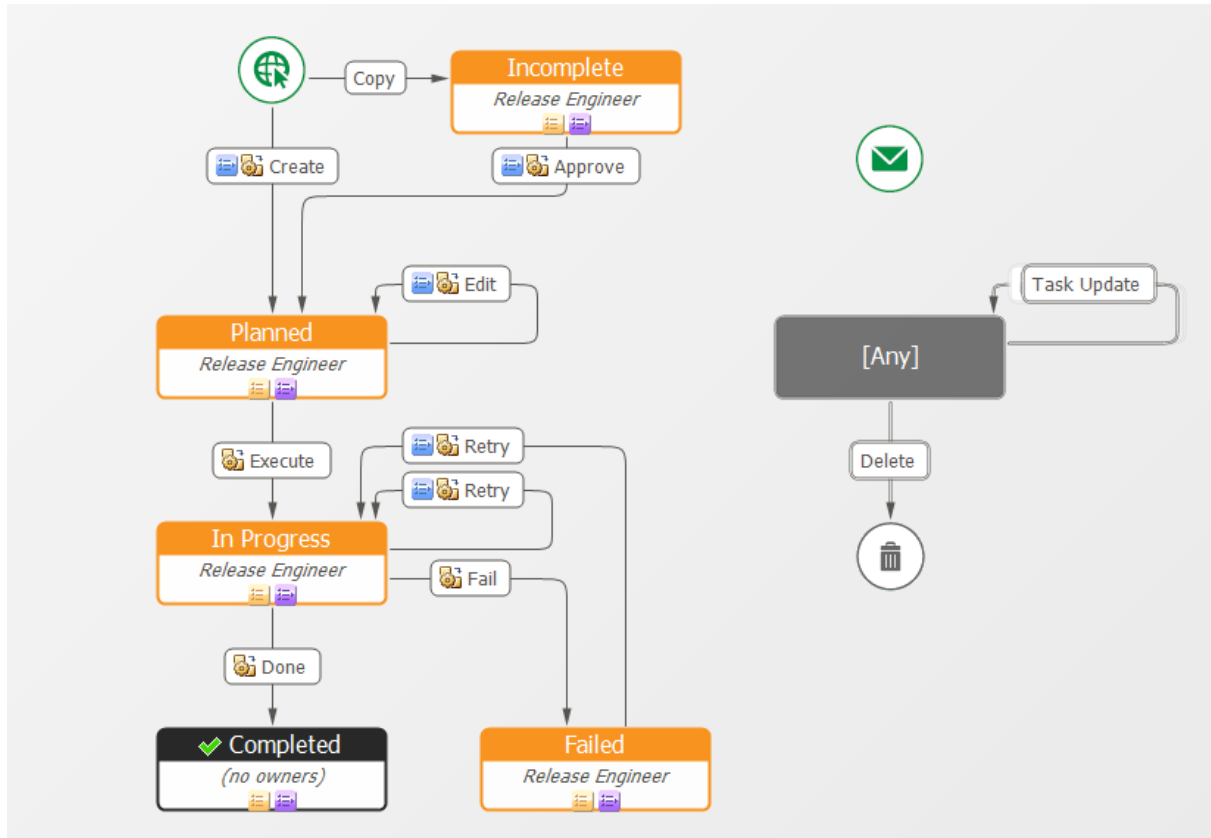 Copy
Incomplete
Release Engineer
Create
Approve
Edit
Task Update
Planned
Release Engineer
[Any]
Execute
Retry
Delete
Retry
In Progress
Release Engineer
Fail
Done
Completed
(no owners)
Failed
Release Engineer